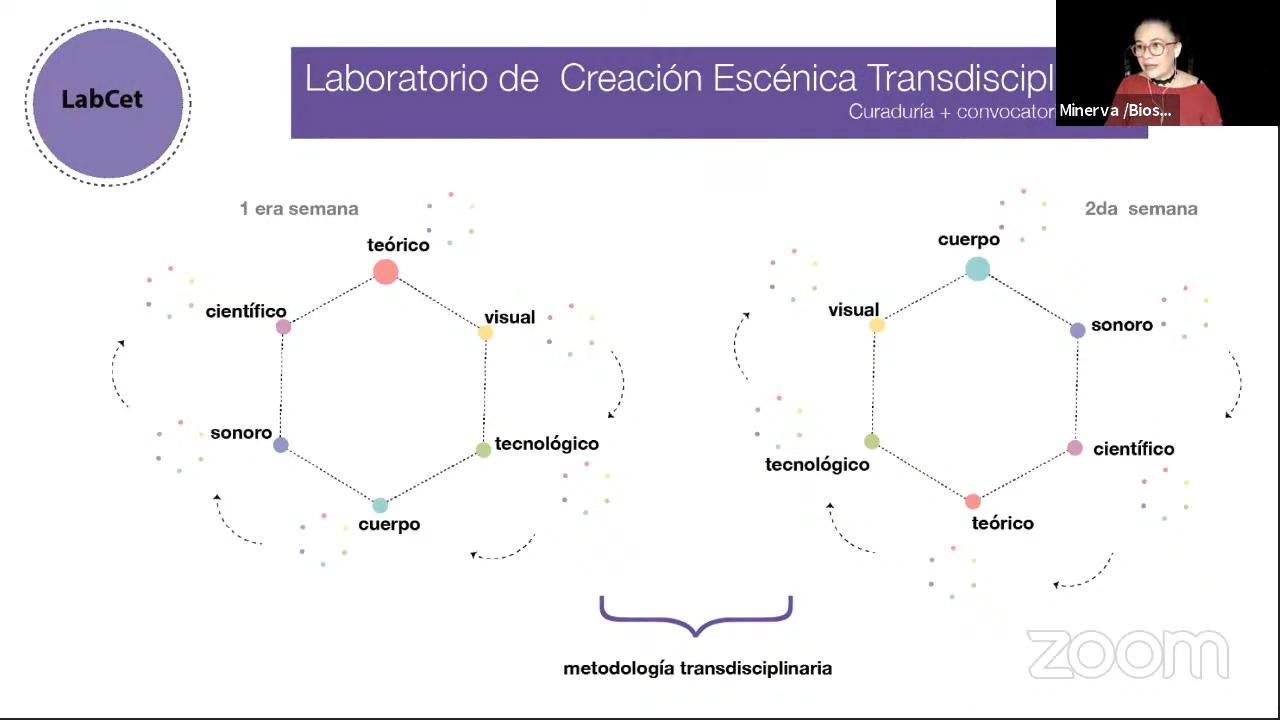 LabCet
Laboratorio de Creación Escénica Transdiscipl
Curaduría + convocator
Minerva /Bios...
1 era semana
teórico
científico
visual
sonoro
tecnológico
cuerpo
2da semana
cuerpo
visual
sonoro
tecnológico
científico
teórico
metodología transdisciplinaria
zoom